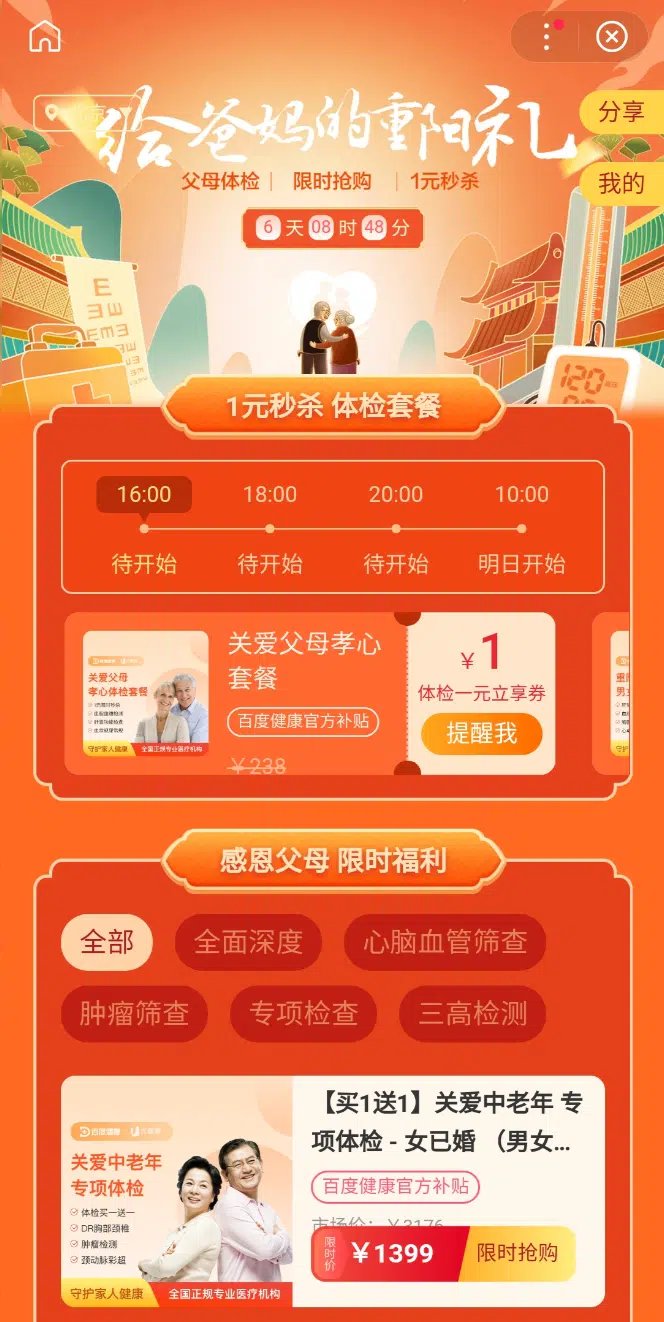 北京
给爸妈的重阳礼
分享
父母体检｜ 限时抢购 ｜1元秒杀
我的
6 天 08 时 48 分
E
1元秒杀 体检套餐
16:00 18:00 20:00 10:00
待开始 待开始 待开始 明日开始
关爱父母
孝心体检套餐
守护家人健康 全国正规专业医疗机构
关爱父母孝心
套餐
百度健康官方补贴
￥238
￥1
体检一元立享券
提醒我
感恩父母 限时福利
全部 全面深度 心脑血管筛查
肿瘤筛查 专项检查 三高检测
百度健康
关爱中老年
专项体检
体检买一送一
DR胸部颈椎
肿瘤检测
颈动脉彩超
守护家人健康 全国正规专业医疗机构
【买1送1】关爱中老年 专
项体检 - 女已婚 （男女...
百度健康官方补贴
市场价：￥3176
限时价 ￥1399 限时抢购